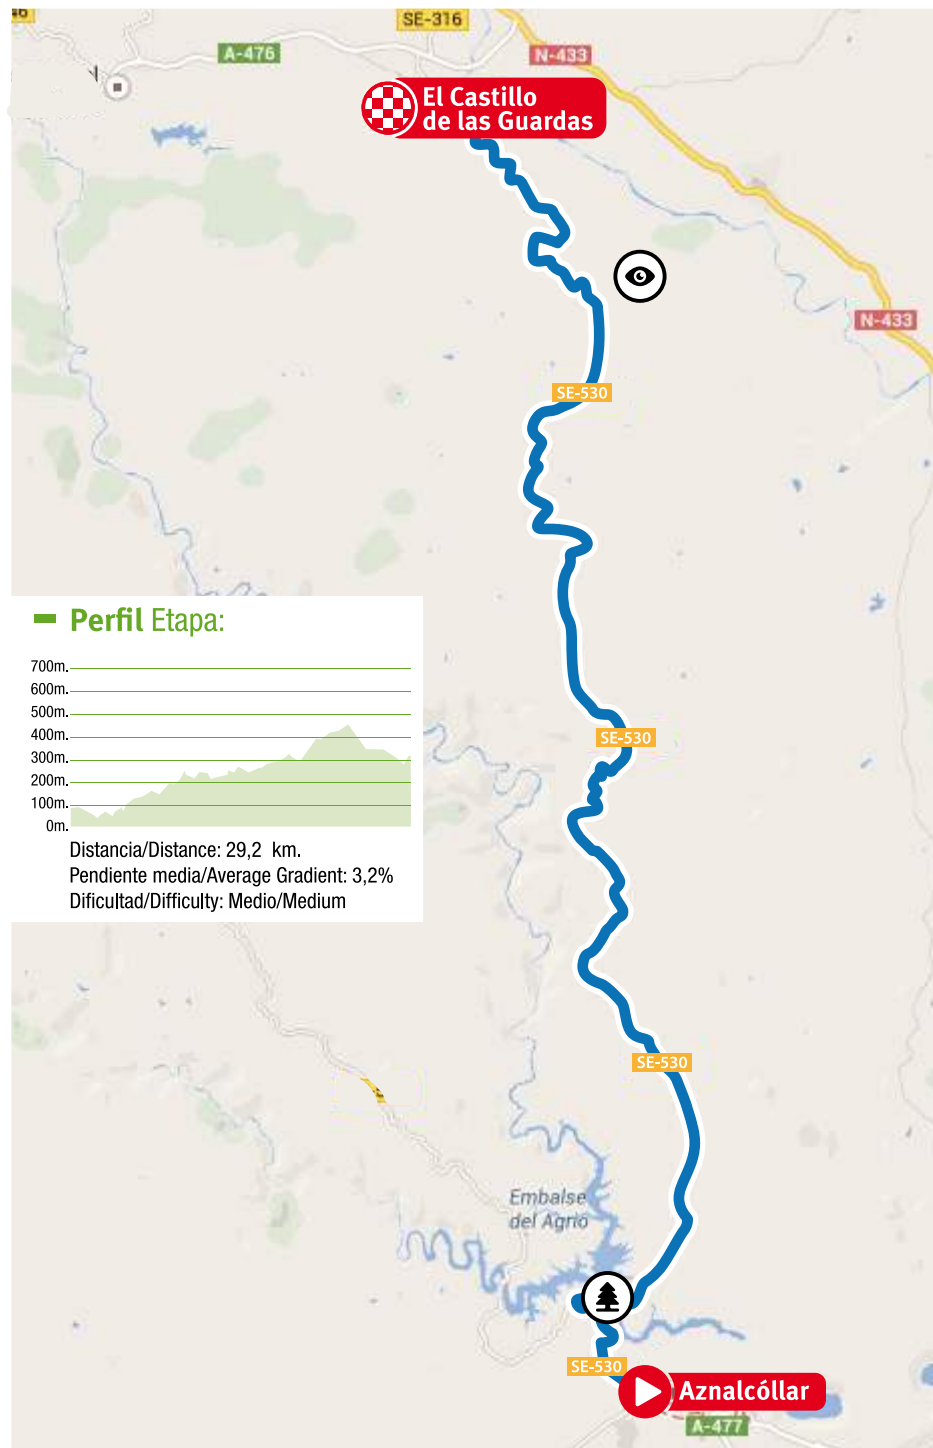 46
SE-316
A-476
N-433
El Castillo
de las Guardas
N-433
SE-530
Perfil Etapa:
700m.
600m.
500m.
400m.
300m.
200m.
100m.
0m.
SE-530
Distancia/Distance: 29,2 km.
Pendiente media/Average Gradient: 3,2%
Dificultad/Difficulty: Medio/Medium
SE-530
Embalse
del Agrio
SE-530
Aznalcóllar
A-477